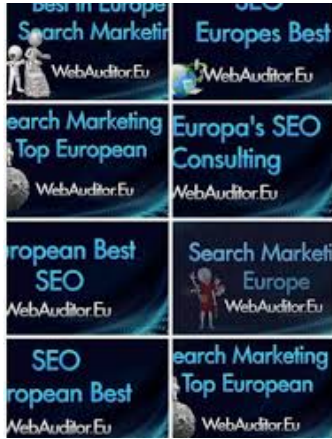 Best in Europe
Search Marketin
WebAuditor.Eu
SEO
Europes Best
WebAuditor.Eu
earch Marketing
Top European
WebAuditor.Eu
Europa's SEO
Consulting
WebAuditor.Eu
ropean Best
SEO
WebAuditor.Eu
Search Marketi
Europe
WebAuditor.Eu
SEO
ropean Best
WebAuditor.Eu
earch Marketing
Top European
WebAuditor.Eu